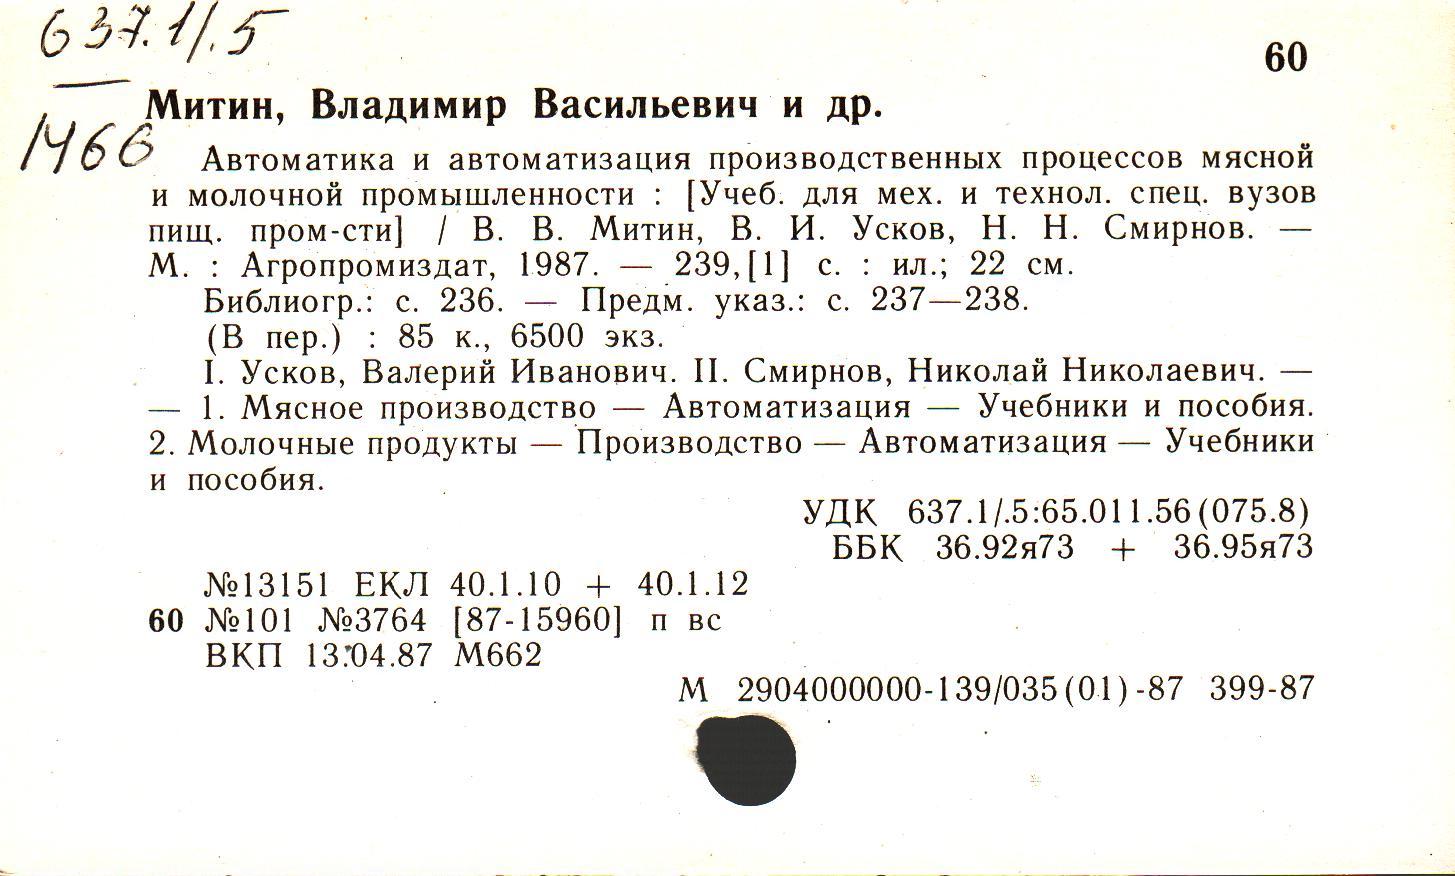 637.1/.5
60
Митин, Владимир Васильевич и др.
1466
Автоматика и автоматизация производственных процессов мясной
и молочной промышленности : [Учеб. для мех. и технол. спец. вузов
пищ. пром-сти] / В. В. Митин, В. И. Усков, Н. Н. Смирнов. —
М. : Агропромиздат, 1987. — 239,[1] с. : ил.; 22 см.
Библиогр.: с. 236. — Предм. указ.: с. 237—238.
(В пер.) : 85 к., 6500 экз.
I. Усков, Валерий Иванович. II. Смирнов, Николай Николаевич. —
— 1. Мясное производство — Автоматизация — Учебники и пособия.
2. Молочные продукты — Производство — Автоматизация — Учебники
и пособия.
УДК 637.1/.5:65.011.56(075.8)
ББК 36.92я73 + 36.95я73
№13151 ЕКЛ 40.1.10 + 40.1.12
60 №101 №3764 [87-15960] п вс
ВКП 13.04.87 М662
М 2904000000-139/035(01)-87 399-87